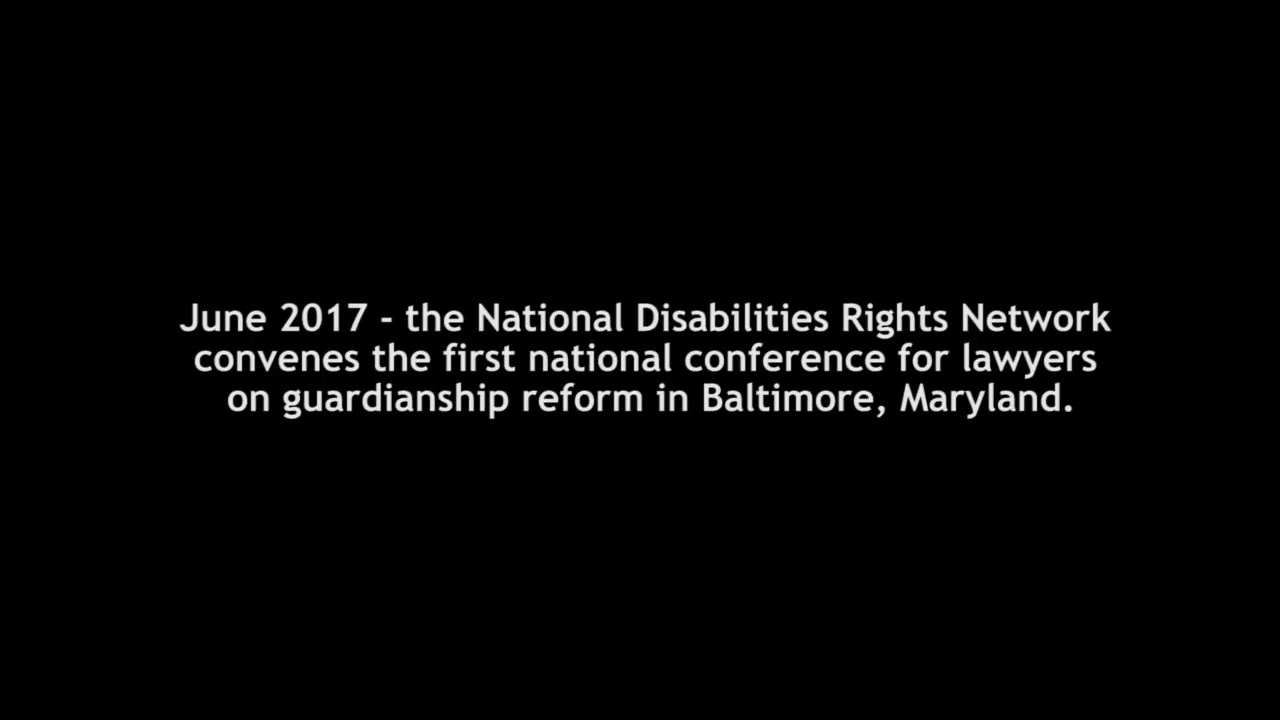 June 2017 - the National Disabilities Rights Network
convenes the first national conference for lawyers
on guardianship reform in Baltimore, Maryland.